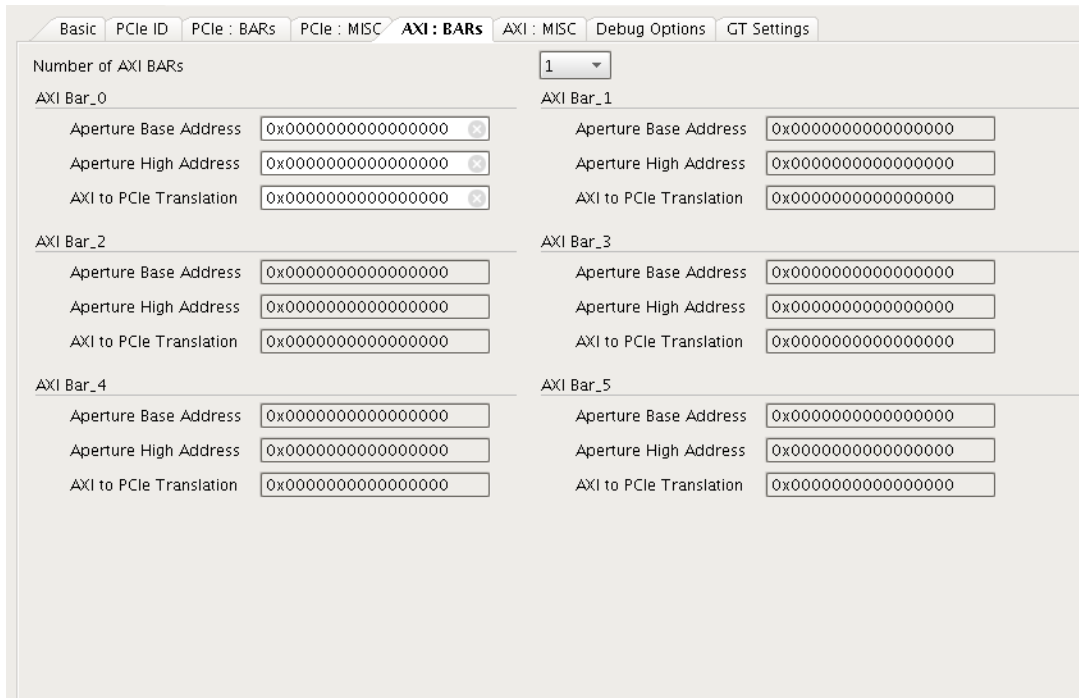 Basic PCIe ID PCIe : BARs PCIe : MISC AXI : BARs AXI : MISC Debug Options GT Settings
Number of AXI BARs 1
AXI Bar_0 AXI Bar_1
Aperture Base Address 0x0000000000000000 Aperture Base Address 0x0000000000000000
Aperture High Address 0x0000000000000000 Aperture High Address 0x0000000000000000
AXI to PCIe Translation 0x0000000000000000 AXI to PCIe Translation 0x0000000000000000
AXI Bar_2 AXI Bar_3
Aperture Base Address 0x0000000000000000 Aperture Base Address 0x0000000000000000
Aperture High Address 0x0000000000000000 Aperture High Address 0x0000000000000000
AXI to PCIe Translation 0x0000000000000000 AXI to PCIe Translation 0x0000000000000000
AXI Bar_4 AXI Bar_5
Aperture Base Address 0x0000000000000000 Aperture Base Address 0x0000000000000000
Aperture High Address 0x0000000000000000 Aperture High Address 0x0000000000000000
AXI to PCIe Translation 0x0000000000000000 AXI to PCIe Translation 0x0000000000000000